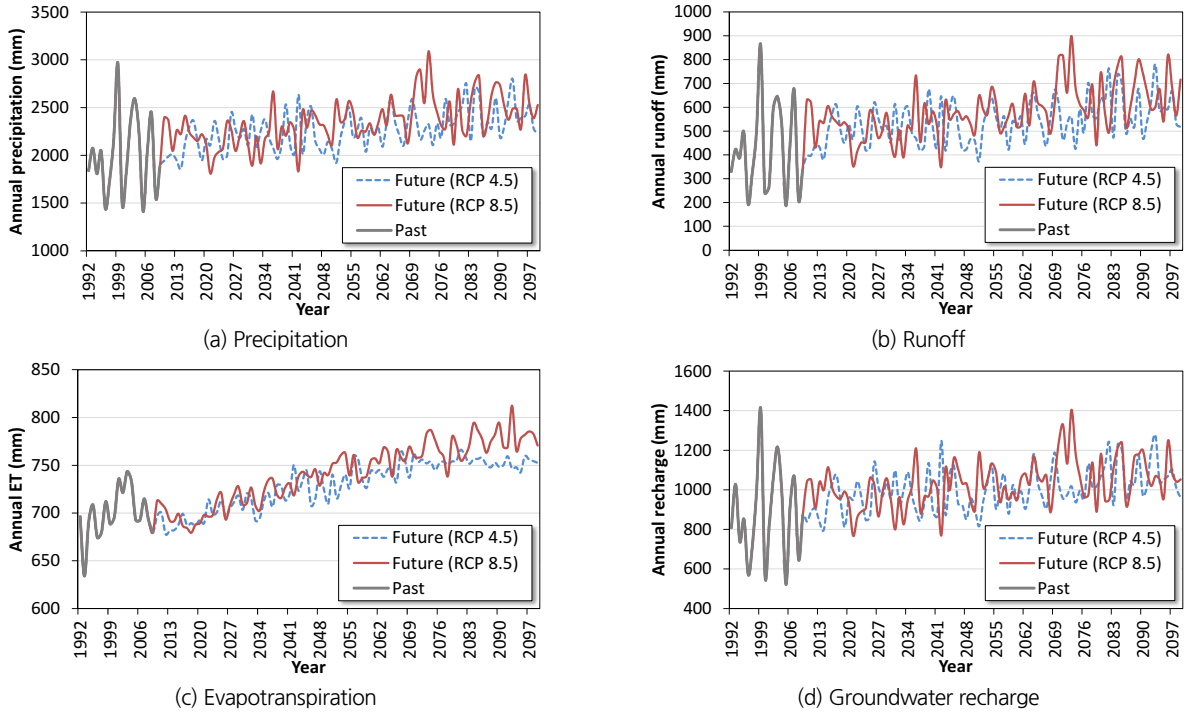 Annual precipitation (mm)
3500
3000
2500
2000
1500
1000
Future (RCP 4.5)
Future (RCP 8.5)
Past
1992 1999 2006 2013 2020 2027 2034 2041 2048 2055 2062 2069 2076 2083 2090 2097
Year
(a) Precipitation
Annual runoff (mm)
1000
900
800
700
600
500
400
300
200
100
0
Future (RCP 4.5)
Future (RCP 8.5)
Past
1992 1999 2006 2013 2020 2027 2034 2041 2048 2055 2062 2069 2076 2083 2090 2097
Year
(b) Runoff
Annual ET (mm)
850
800
750
700
650
600
Future (RCP 4.5)
Future (RCP 8.5)
Past
1992 1999 2006 2013 2020 2027 2034 2041 2048 2055 2062 2069 2076 2083 2090 2097
Year
(c) Evapotranspiration
Annual recharge (mm)
1600
1400
1200
1000
800
600
400
Future (RCP 4.5)
Future (RCP 8.5)
Past
1992 1999 2006 2013 2020 2027 2034 2041 2048 2055 2062 2069 2076 2083 2090 2097
Year
(d) Groundwater recharge